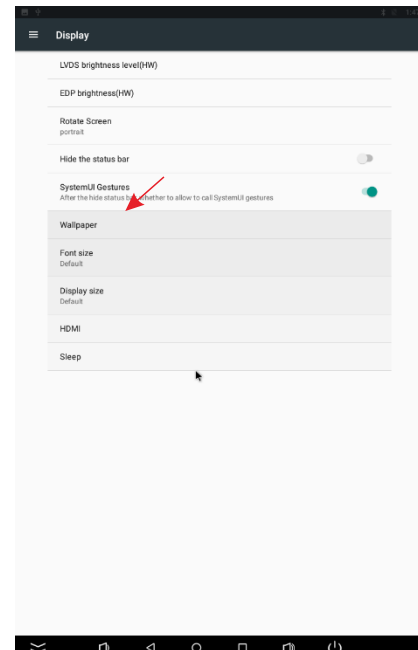 Display
LVDS brightness level(HW)
EDP brightness(HW)
Rotate Screen
portrait
Hide the status bar
SystemUI Gestures
After the hide status bar, whether to allow to call SystemUI gestures
Wallpaper
Font size
Default
Display size
Default
HDMI
Sleep